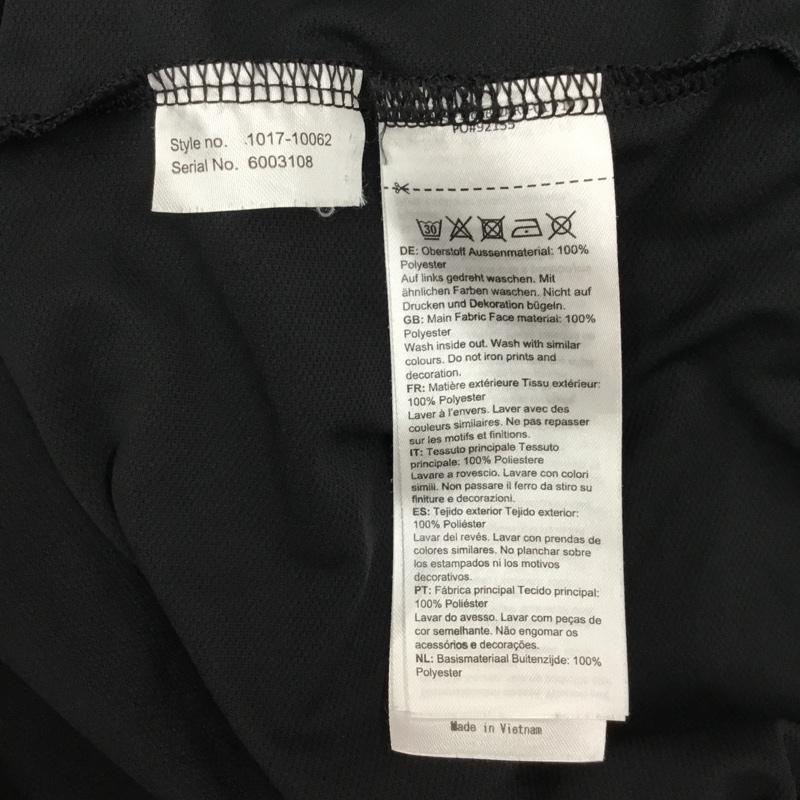 Style no. 1017-10062
Serial No. 6003108
PO#92155
30
DE: Oberstoff Aussenmaterial: 100%
Polyester
Auf links gedreht waschen. Mit
ähnlichen Farben waschen. Nicht auf
Drucken und Dekoration bügeln.
GB: Main Fabric Face material: 100%
Polyester
Wash inside out. Wash with similar
colours. Do not iron prints and
decoration.
FR: Matière extérieure Tissu extérieur:
100% Polyester
Laver à l'envers. Laver avec des
couleurs similaires. Ne pas repasser
sur les motifs et finitions.
IT: Tessuto principale Tessuto
principale: 100% Poliestere
Lavare a rovescio. Lavare con colori
simili. Non passare il ferro da stiro su
finiture e decorazioni.
ES: Tejido exterior Tejido exterior:
100% Poliéster
Lavar del revés. Lavar con prendas de
colores similares. No planchar sobre
los estampados ni los motivos
decorativos.
PT: Fábrica principal Tecido principal:
100% Poliéster
Lavar do avesso. Lavar com peças de
cor semelhante. Não engomar os
acessórios e decorações.
NL: Basismateriaal Buitenzijde: 100%
Polyester
Made in Vietnam